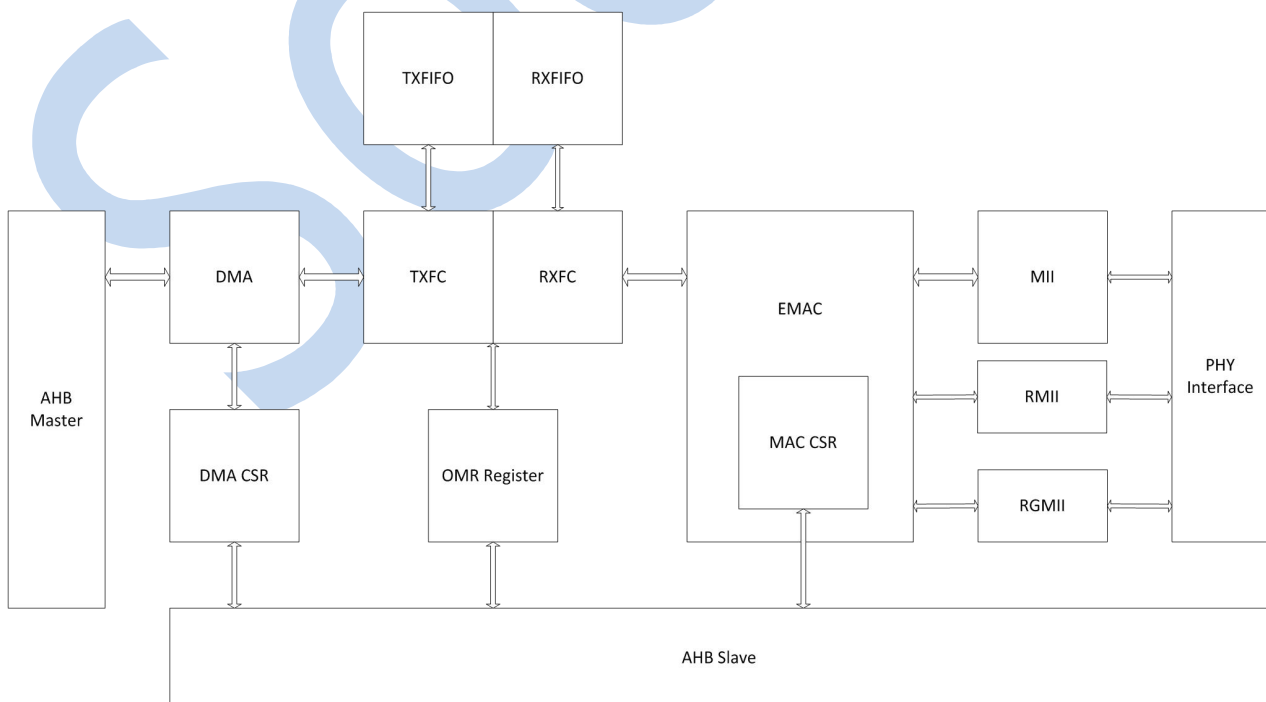 TXFIFO
RXFIFO
AHB
Master
DMA
TXFC
RXFC
EMAC
MII
PHY
Interface
RMII
MAC CSR
DMA CSR
OMR Register
RGMII
AHB Slave